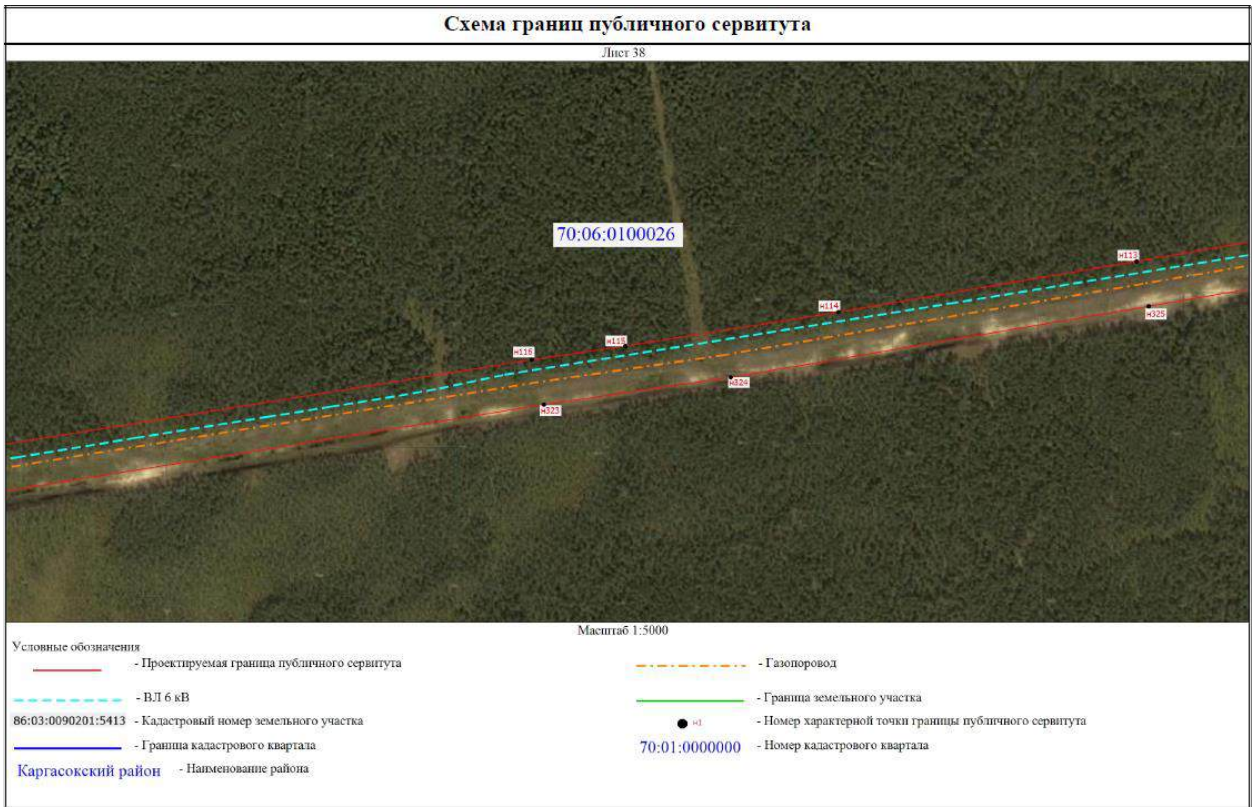 Схема границ публичного сервитута
Лист 38
70:06:0100026
н113
н114
н325
н115
н116
н324
н323
Масштаб 1:5000
Условные обозначения
- Проектируемая граница публичного сервитута
- Газопоровод
- ВЛ 6 кВ
- Граница земельного участка
86:03:0090201:5413 - Кадастровый номер земельного участка
н1 - Номер характерной точки границы публичного сервитута
- Граница кадастрового квартала
70:01:0000000 - Номер кадастрового квартала
Каргасокский район - Наименование района